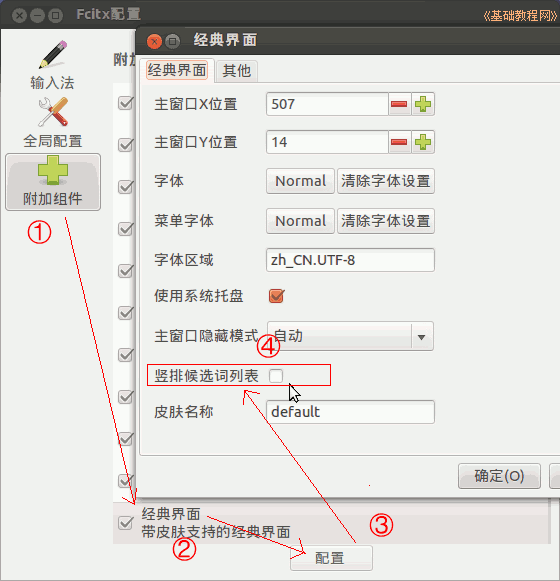 Fcitx配置
《基础教程网》
输入法
全局配置
附加组件
①
附加
经典界面
经典界面
其他
主窗口X位置
507
主窗口Y位置
14
字体
Normal
清除字体设置
菜单字体
Normal
清除字体设置
字体区域
zh_CN.UTF-8
使用系统托盘
主窗口隐藏模式
自动
④
竖排候选词列表
皮肤名称
default
确定(O)
经典界面
带皮肤支持的经典界面
②
③
配置